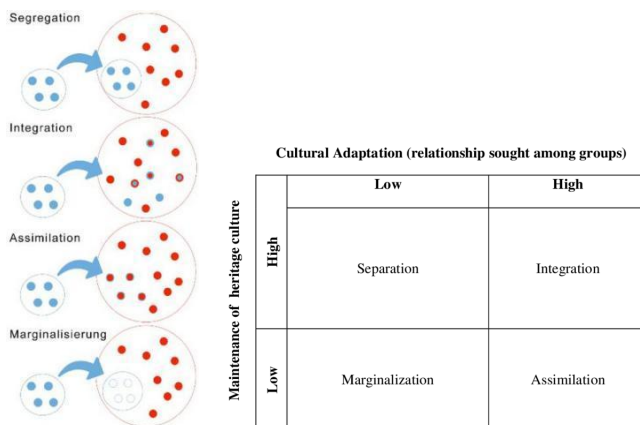 Segregation
Integration
Assimilation
Marginalisierung
Cultural Adaptation (relationship sought among groups)
Low High
Maintenance of heritage culture
High
Separation Integration
Low
Marginalization Assimilation